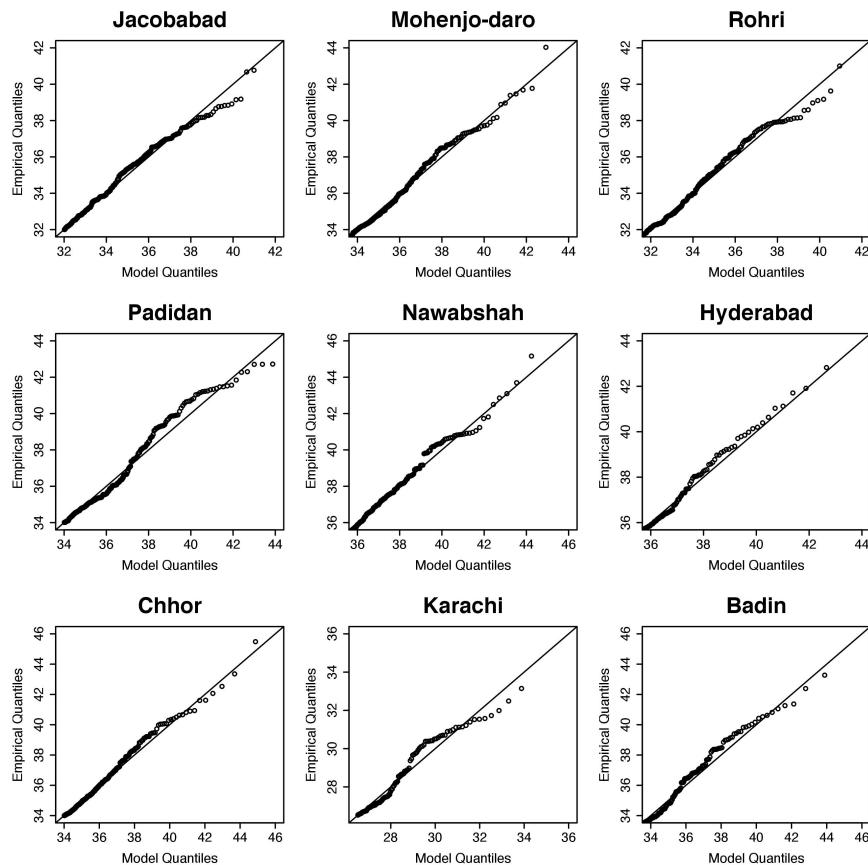 Jacobabad Mohenjo-daro Rohri
Empirical Quantiles
32 34 36 38 40 42
32 34 36 38 40 42
Model Quantiles
Empirical Quantiles
34 36 38 40 42 44
34 36 38 40 42 44
Model Quantiles
Empirical Quantiles
32 34 36 38 40 42
32 34 36 38 40 42
Model Quantiles
Padidan Nawabshah Hyderabad
Empirical Quantiles
34 36 38 40 42 44
34 36 38 40 42 44
Model Quantiles
Empirical Quantiles
36 38 40 42 44 46
36 38 40 42 44 46
Model Quantiles
Empirical Quantiles
36 38 40 42 44
36 38 40 42 44
Model Quantiles
Chhor Karachi Badin
Empirical Quantiles
34 36 38 40 42 44 46
34 36 38 40 42 44 46
Model Quantiles
Empirical Quantiles
28 30 32 34 36
28 30 32 34 36
Model Quantiles
Empirical Quantiles
34 36 38 40 42 44 46
34 36 38 40 42 44 46
Model Quantiles